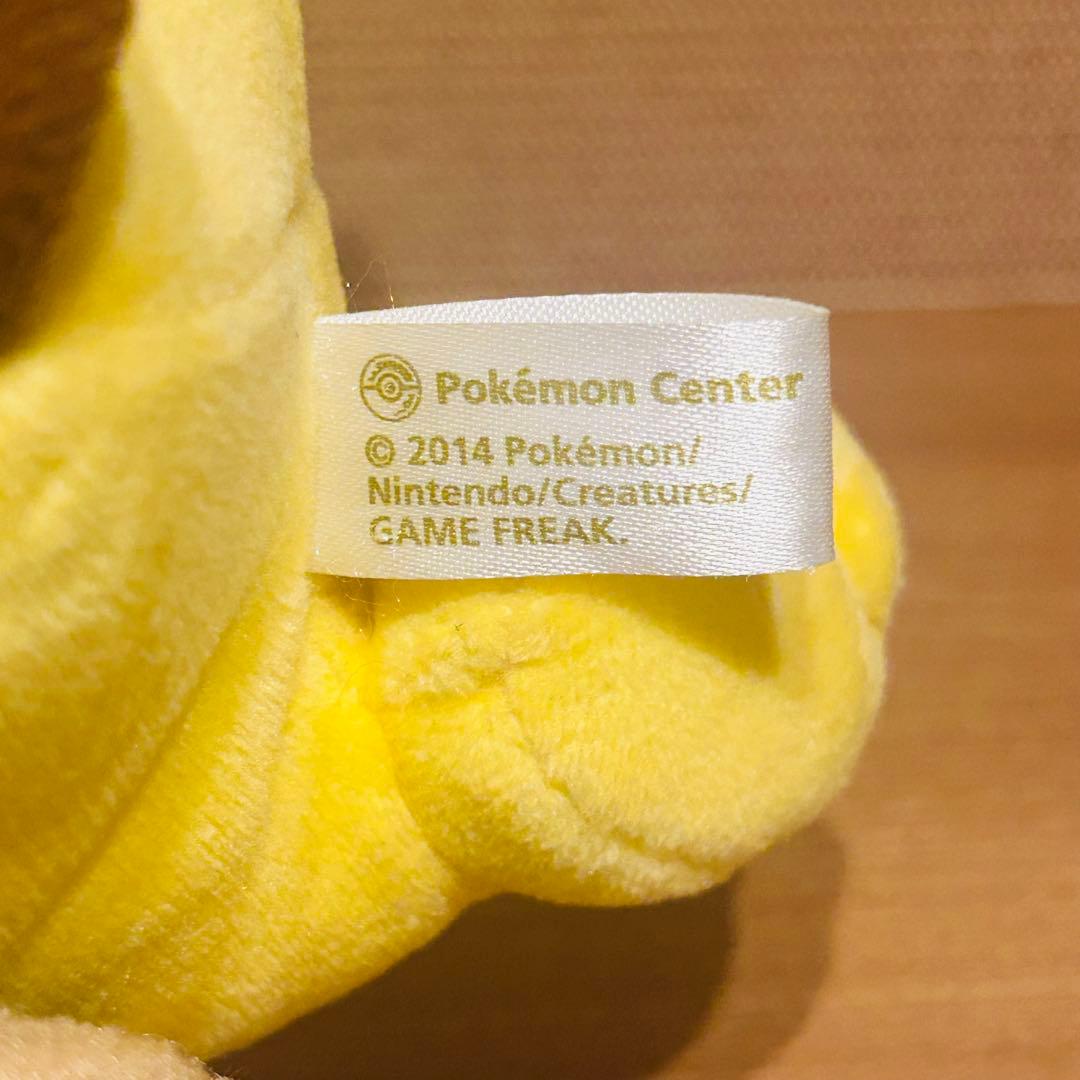 Pokémon Center
© 2014 Pokémon/
Nintendo/Creatures/
GAME FREAK.